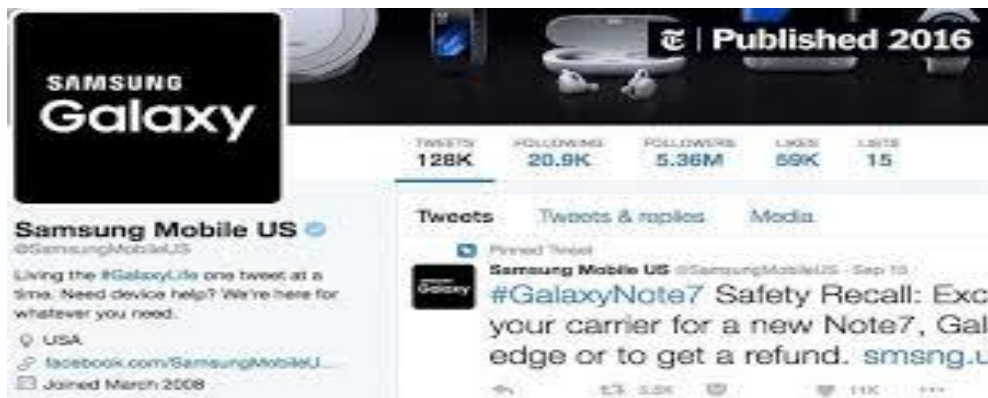 T | Published 2016
SAMSUNG
Galaxy
TWEETS FOLLOWING FOLLOWERS LIKES LISTS
128K 20.9K 5.36M 59K 15
Tweets Tweets & replies Media
Samsung Mobile US
@SamsungMobileUS
Living the #GalaxyLife one tweet at a
time. Need device help? We're here for
whatever you need.
USA
facebook.com/SamsungMobileU...
Joined March 2008
Pinned Tweet
Samsung Mobile US @SamsungMobileUS · Sep 15
Galaxy
#GalaxyNote7 Safety Recall: Exc
your carrier for a new Note7, Gal
edge or to get a refund. smsng.u
11K